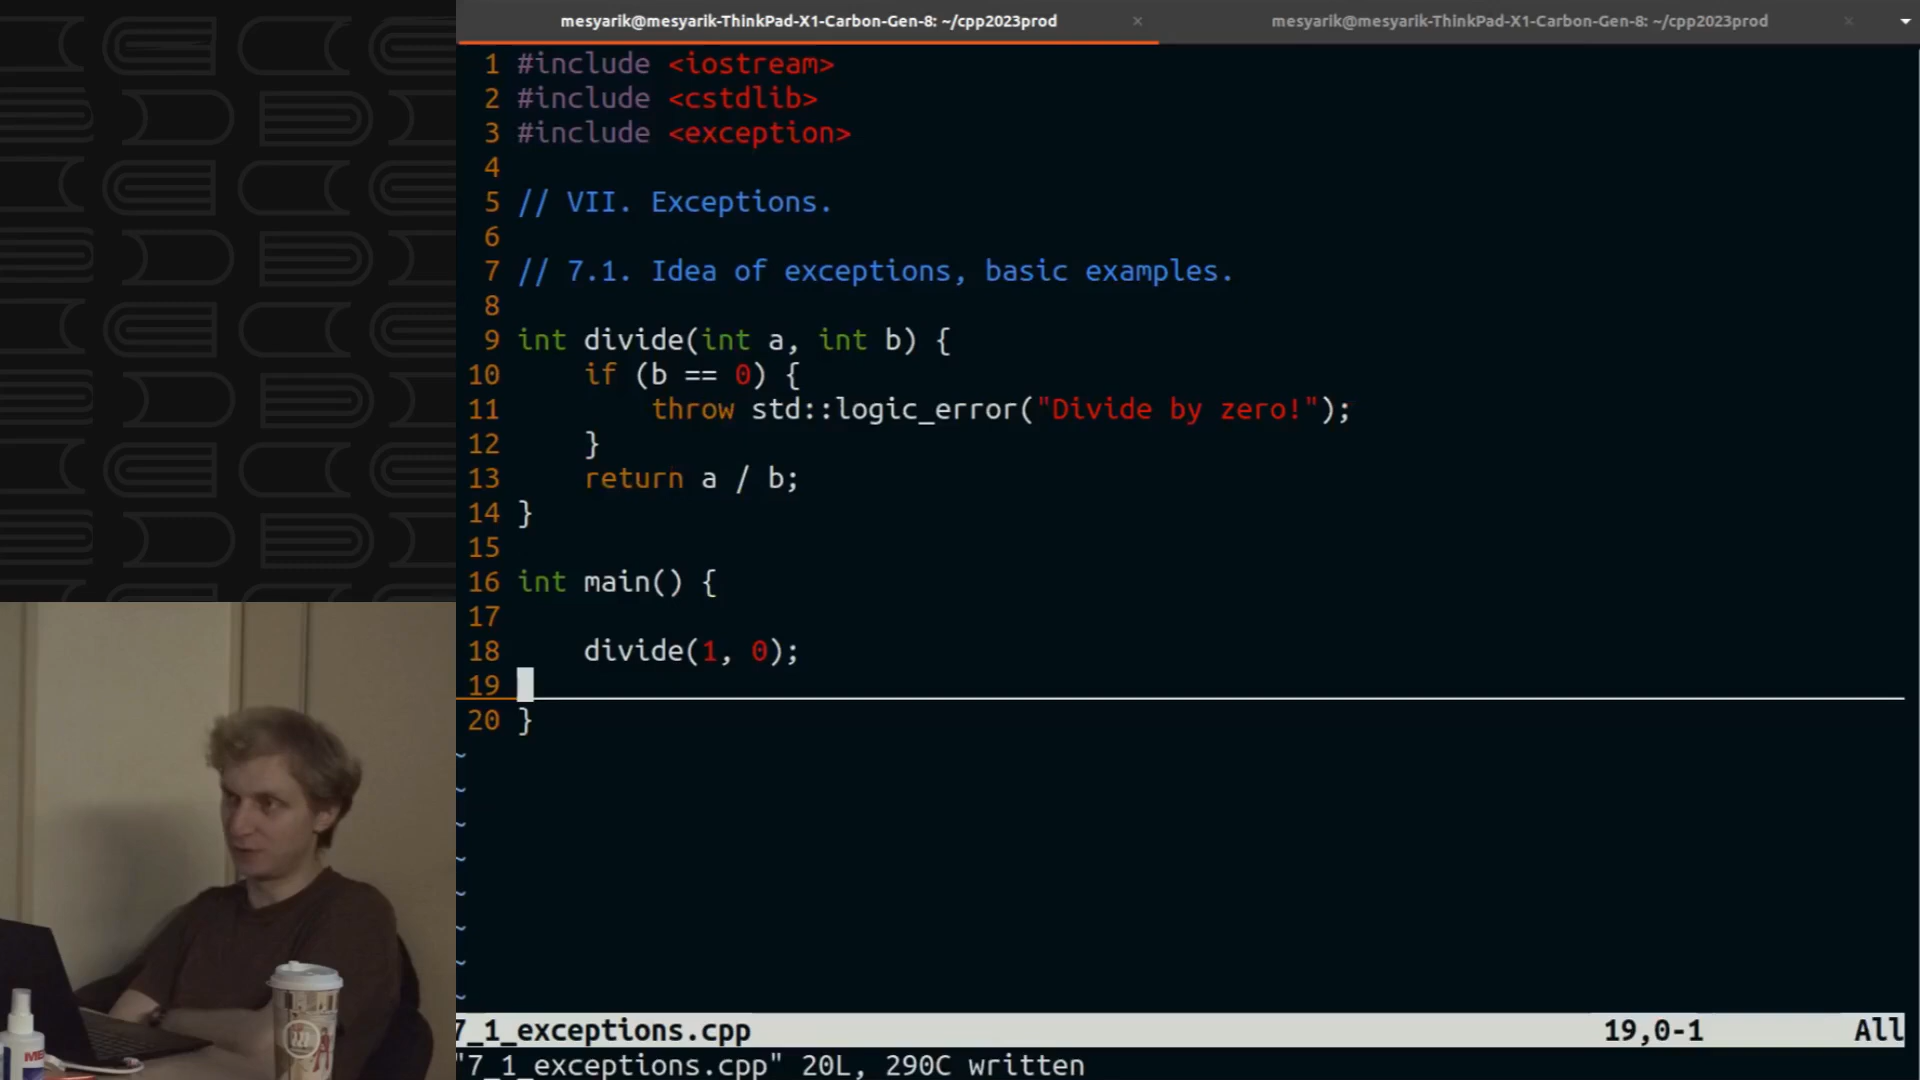 mesyarik@mesyarik-ThinkPad-X1-Carbon-Gen-8: ~/cpp2023prod × mesyarik@mesyarik-ThinkPad-X1-Carbon-Gen-8: ~/cpp2023prod ×
1 #include <iostream>
2 #include <cstdlib>
3 #include <exception>
4
5 // VII. Exceptions.
6
7 // 7.1. Idea of exceptions, basic examples.
8
9 int divide(int a, int b) {
10     if (b == 0) {
11         throw std::logic_error("Divide by zero!");
12     }
13     return a / b;
14 }
15
16 int main() {
17
18     divide(1, 0);
19
20 }
~
~
~
~
~
~
~
~
7_1_exceptions.cpp 19,0-1 All
"7_1_exceptions.cpp" 20L, 290C written